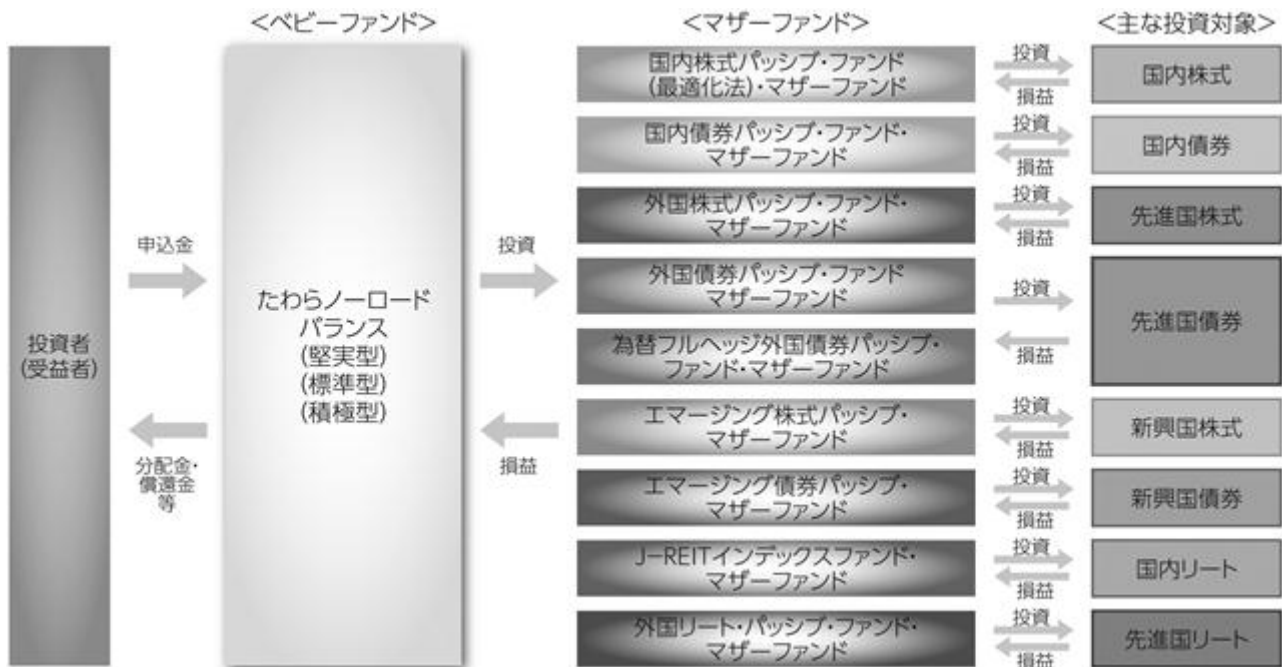 <ベビーファンド>
<マザーファンド>
<主な投資対象>
投資者
(受益者)
申込金
分配金・
償還金
等
たわらノーロード
バランス
(堅実型)
(標準型)
(積極型)
投資
損益
国内株式パッシブ・ファンド
(最適化法)・マザーファンド
投資
損益
国内株式
国内債券パッシブ・ファンド・
マザーファンド
投資
損益
国内債券
外国株式パッシブ・ファンド・
マザーファンド
投資
損益
先進国株式
外国債券パッシブ・ファンド
マザーファンド
投資
為替フルヘッジ外国債券パッシブ・
ファンド・マザーファンド
損益
先進国債券
エマージング株式パッシブ・
マザーファンド
投資
損益
新興国株式
エマージング債券パッシブ・
マザーファンド
投資
損益
新興国債券
J-REITインデックスファンド・
マザーファンド
投資
損益
国内リート
外国リート・パッシブ・ファンド・
マザーファンド
投資
損益
先進国リート